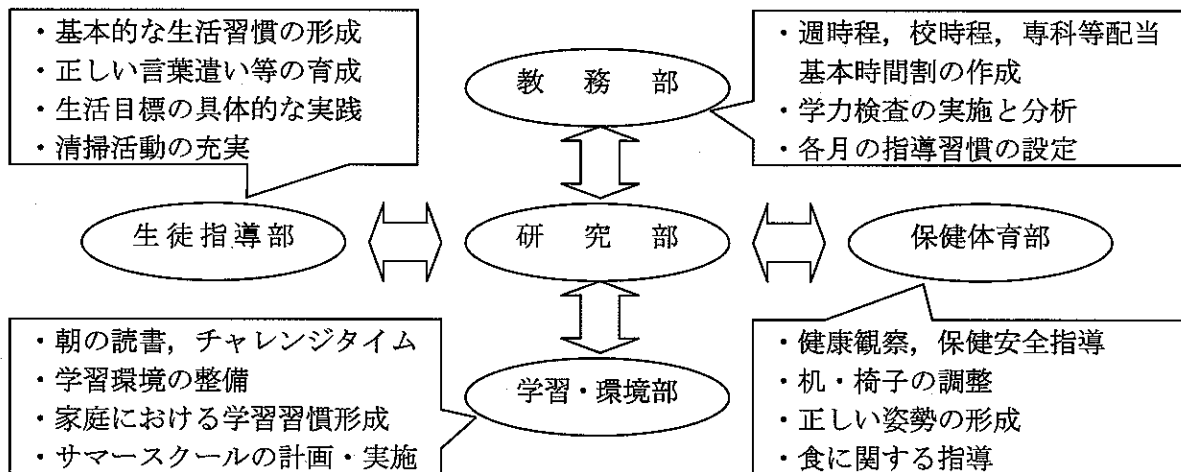 ・基本的な生活習慣の形成
・正しい言葉遣い等の育成
・生活目標の具体的な実践
・清掃活動の充実
教務部
・週時程，校時程，専科等配当
基本時間割の作成
・学力検査の実施と分析
・各月の指導習慣の設定
生徒指導部
研究部
保健体育部
・朝の読書，チャレンジタイム
・学習環境の整備
・家庭における学習習慣形成
・サマースクールの計画・実施
学習・環境部
・健康観察，保健安全指導
・机・椅子の調整
・正しい姿勢の形成
・食に関する指導